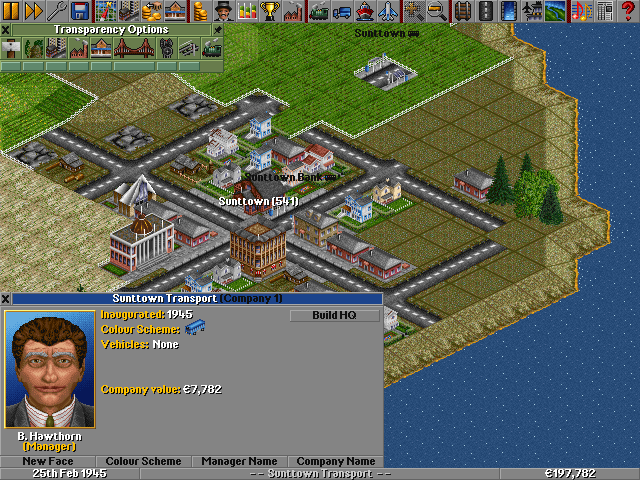 Transparency Options
Sunttown
Sunttown Bank
Sunttown (541)
Sunttown Transport (Company 1)
Inaugurated: 1945
Build HQ
Colour Scheme:
Vehicles: None
Company value: €7,782
B. Hawthorn
(Manager)
New Face
Colour Scheme
Manager Name
Company Name
25th Feb 1945
-- Sunttown Transport --
€197,782